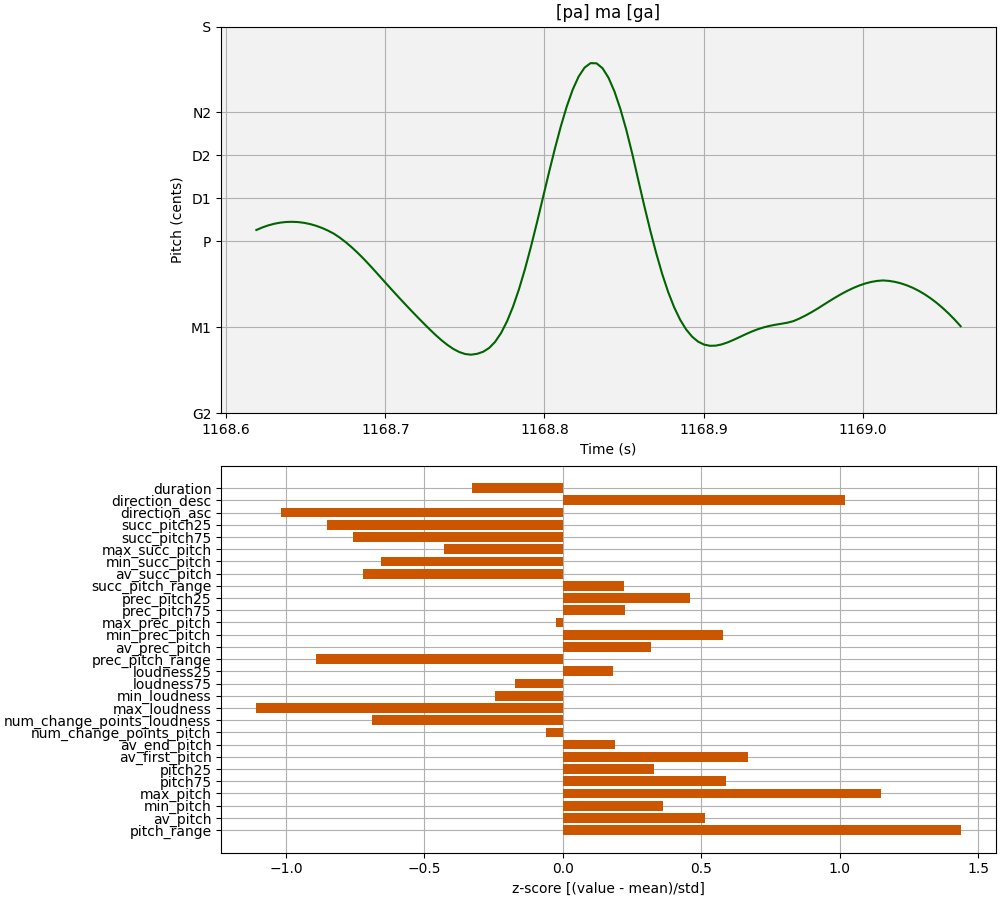 [pa] ma [ga]
S
N2
D2
D1
P
M1
G2
Pitch (cents)
1168.6 1168.7 1168.8 1168.9 1169.0
Time (s)
duration
direction_desc
direction_asc
succ_pitch25
succ_pitch75
max_succ_pitch
min_succ_pitch
av_succ_pitch
succ_pitch_range
prec_pitch25
prec_pitch75
max_prec_pitch
min_prec_pitch
av_prec_pitch
prec_pitch_range
loudness25
loudness75
min_loudness
max_loudness
num_change_points_loudness
num_change_points_pitch
av_end_pitch
av_first_pitch
pitch25
pitch75
max_pitch
min_pitch
av_pitch
pitch_range
−1.0 −0.5 0.0 0.5 1.0 1.5
z-score [(value - mean)/std]